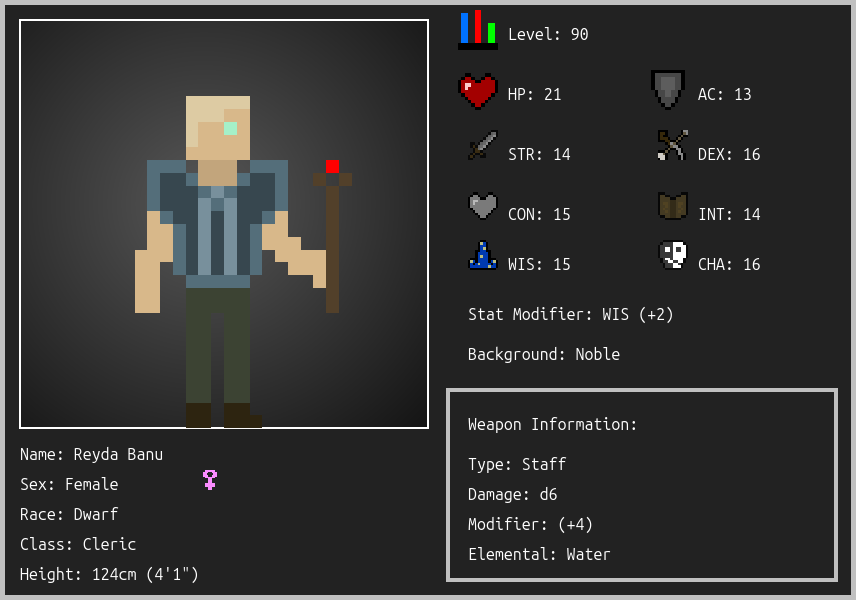 Level: 90
HP: 21
AC: 13
STR: 14
DEX: 16
CON: 15
INT: 14
WIS: 15
CHA: 16
Stat Modifier: WIS (+2)
Background: Noble
Weapon Information:
Type: Staff
Damage: d6
Modifier: (+4)
Elemental: Water
Name: Reyda Banu
Sex: Female
Race: Dwarf
Class: Cleric
Height: 124cm (4'1")